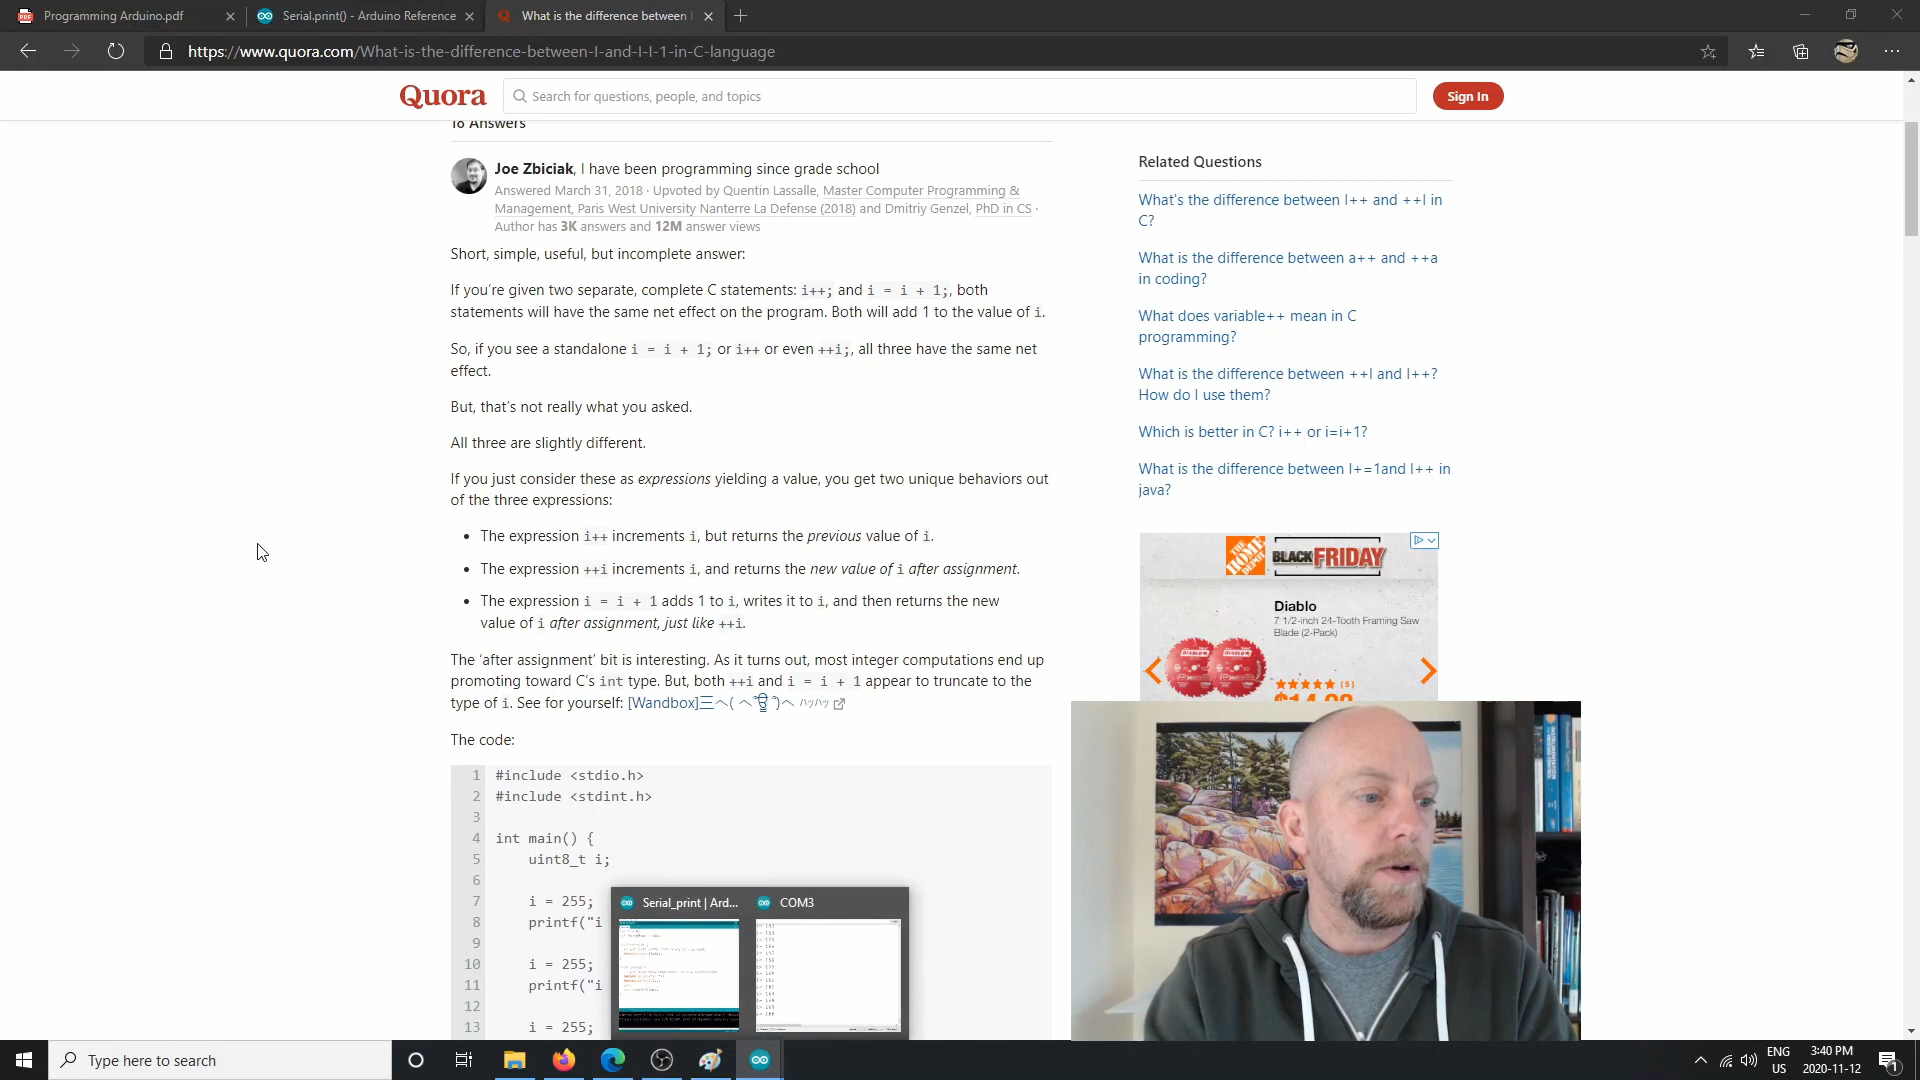 Programming Arduino.pdf
Serial.print() - Arduino Reference
What is the difference between I
https://www.quora.com/What-is-the-difference-between-I-and-I-I-1-in-C-language
Quora
Search for questions, people, and topics
Sign In
18 Answers
Joe Zbiciak, I have been programming since grade school
Answered March 31, 2018 · Upvoted by Quentin Lassalle, Master Computer Programming &
Management, Paris West University Nanterre La Defense (2018) and Dmitriy Genzel, PhD in CS ·
Author has 3K answers and 12M answer views
Short, simple, useful, but incomplete answer:
If you're given two separate, complete C statements: i++; and i = i + 1;, both
statements will have the same net effect on the program. Both will add 1 to the value of i.
So, if you see a standalone i = i + 1; or i++ or even ++i;, all three have the same net
effect.
But, that's not really what you asked.
All three are slightly different.
If you just consider these as expressions yielding a value, you get two unique behaviors out
of the three expressions:
• The expression i++ increments i, but returns the previous value of i.
• The expression ++i increments i, and returns the new value of i after assignment.
• The expression i = i + 1 adds 1 to i, writes it to i, and then returns the new
value of i after assignment, just like ++i.
The ‘after assignment’ bit is interesting. As it turns out, most integer computations end up
promoting toward C's int type. But, both ++i and i = i + 1 appear to truncate to the
type of i. See for yourself: [Wandbox]
The code:
1 #include <stdio.h>
2 #include <stdint.h>
3
4 int main() {
5 uint8_t i;
6
7 i = 255;
8 printf("i
9
10 i = 255;
11 printf("i
12
13 i = 255;
Related Questions
What's the difference between I++ and ++I in
C?
What is the difference between a++ and ++a
in coding?
What does variable++ mean in C
programming?
What is the difference between ++I and I++?
How do I use them?
Which is better in C? i++ or i=i+1?
What is the difference between I+=1and I++ in
java?
THE HOME DEPOT
BLACK FRIDAY
Diablo
7 1/2-inch 24-Tooth Framing Saw
Blade (2-Pack)
(5)
Serial_print | Ard...
COM3
Type here to search
ENG
US
3:40 PM
2020-11-12
1